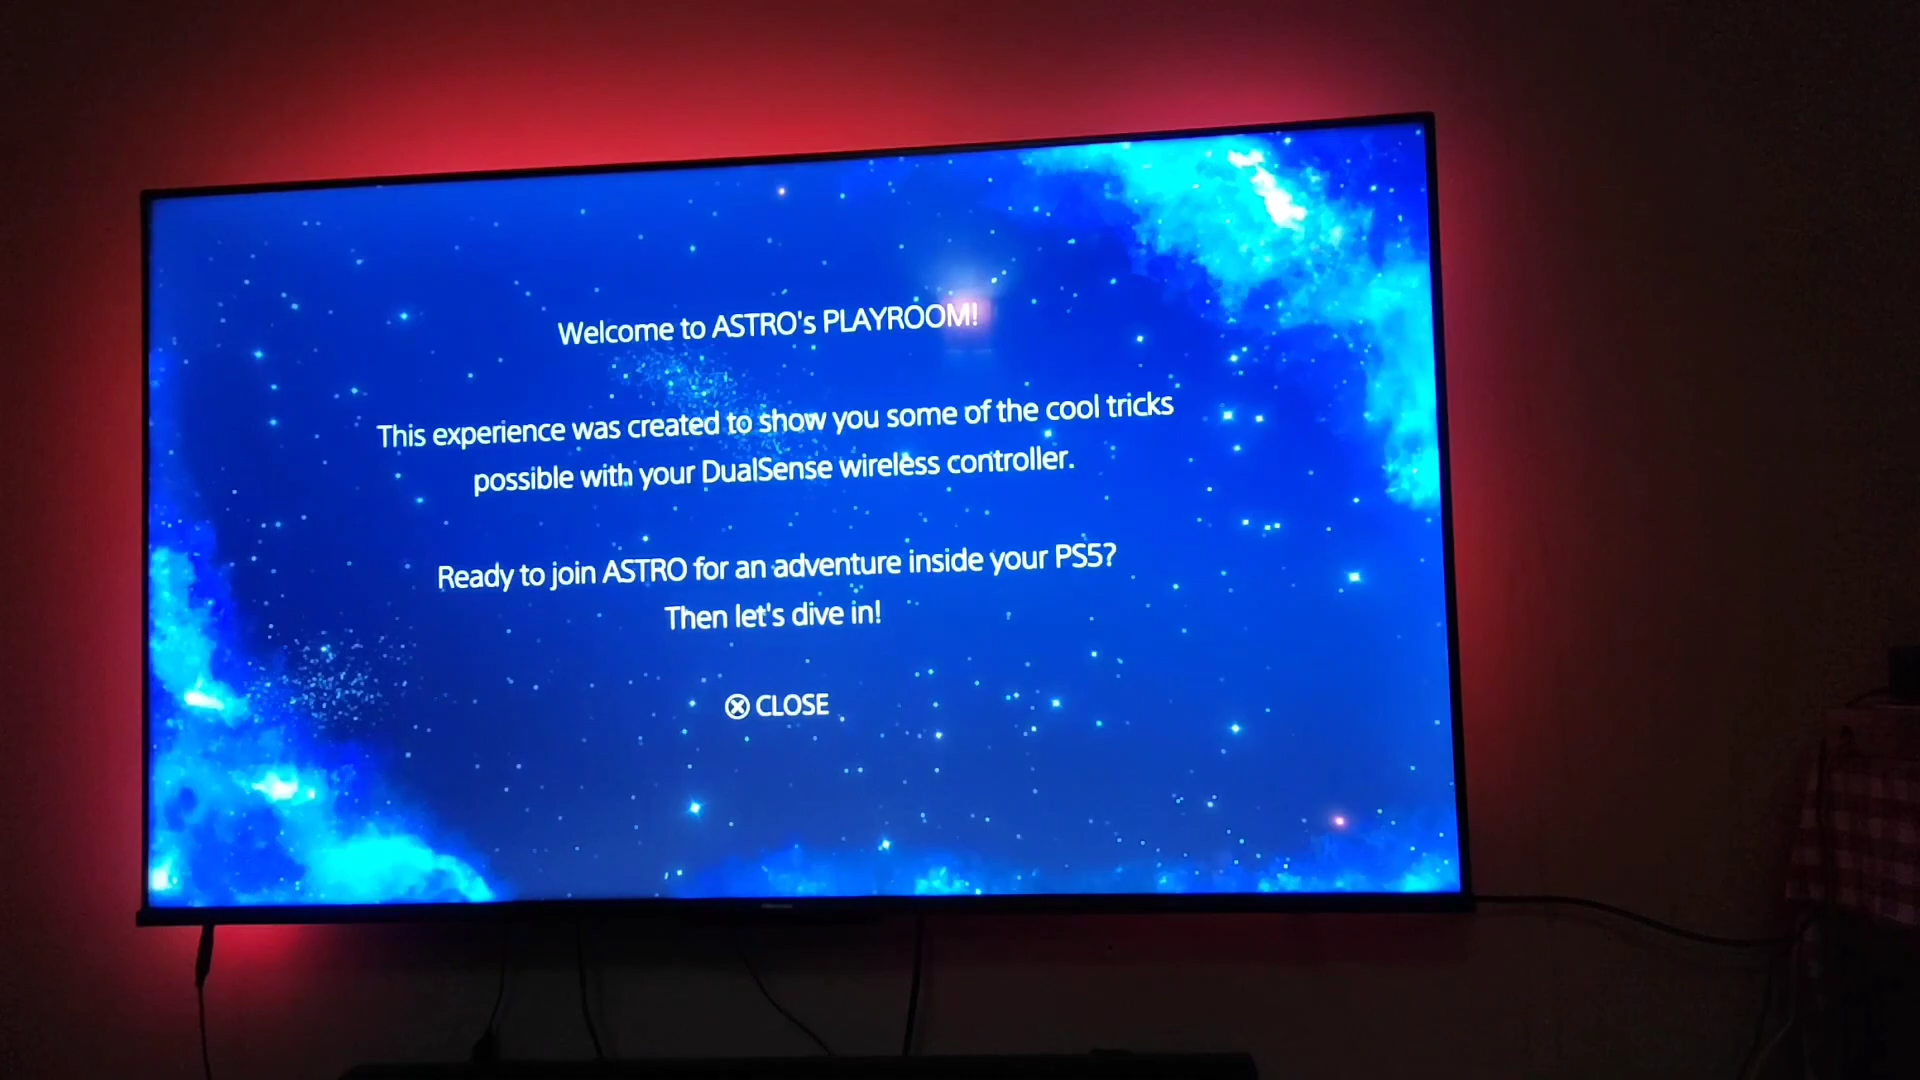 Welcome to ASTRO's PLAYROOM!
This experience was created to show you some of the cool tricks
possible with your DualSense wireless controller.
Ready to join ASTRO for an adventure inside your PS5?
Then let's dive in!
CLOSE